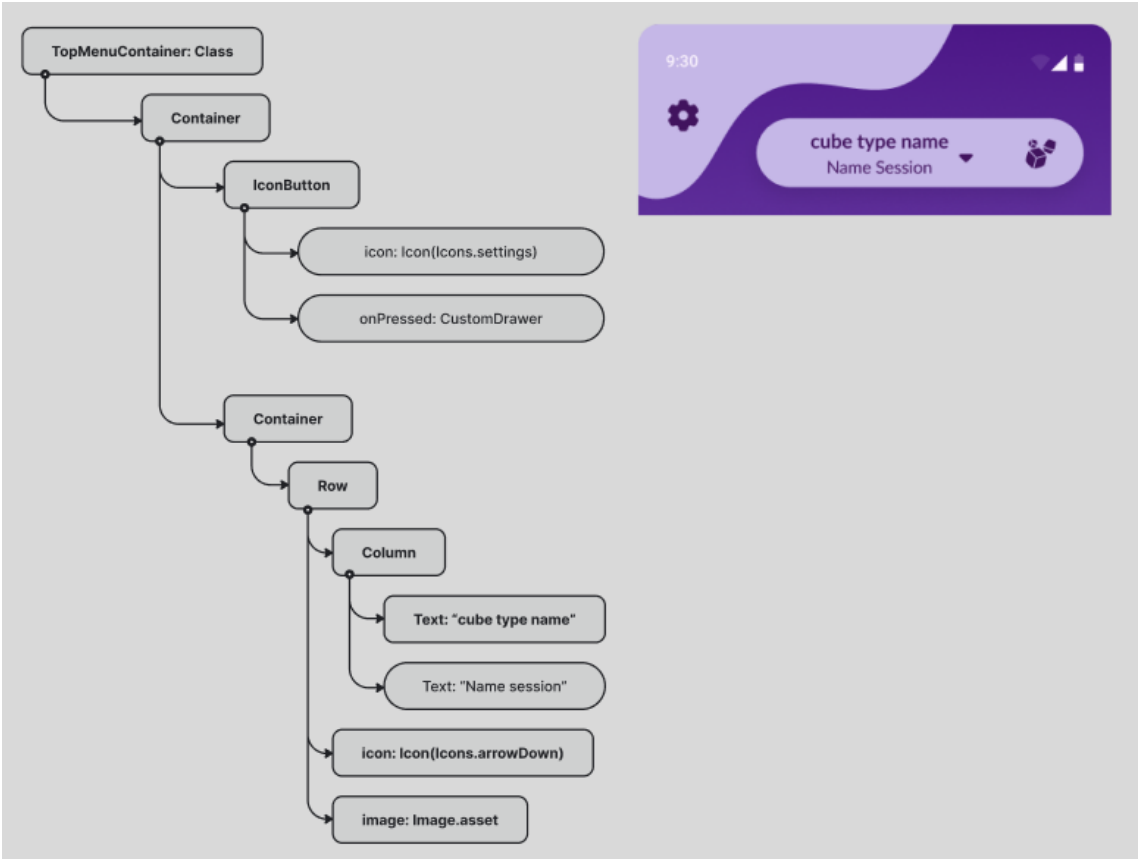 TopMenuContainer: Class
Container
IconButton
icon: Icon(Icons.settings)
onPressed: CustomDrawer
Container
Row
Column
Text: “cube type name”
Text: “Name session”
icon: Icon(Icons.arrowDown)
image: Image.asset
9:30
cube type name
Name Session